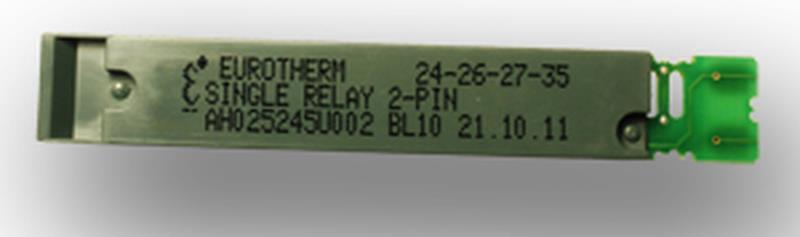 EUROTHERM 24-26-27-35
SINGLE RELAY 2-PIN
AH025245U002 BL10 21.10.11